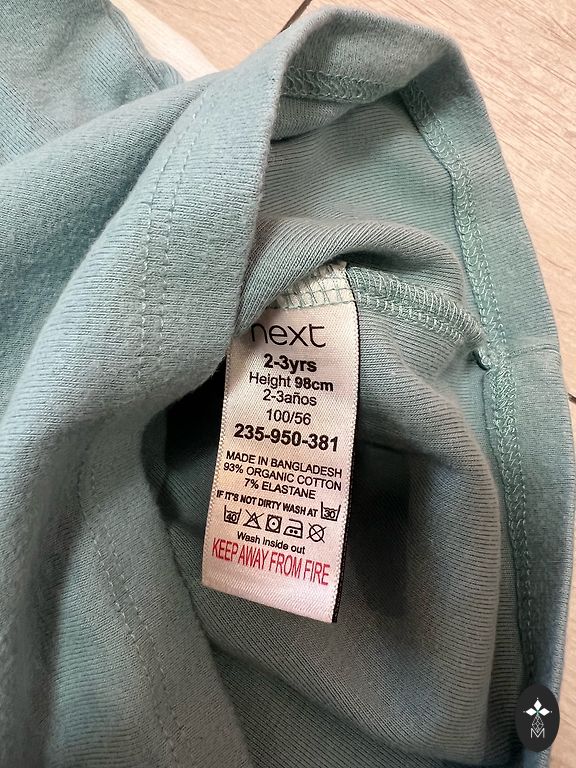 next
2-3yrs
Height 98cm
2-3años
100/56
235-950-381
MADE IN BANGLADESH
93% ORGANIC COTTON
7% ELASTANE
IF IT'S NOT DIRTY WASH AT 30
40
Wash inside out
KEEP AWAY FROM FIRE
M